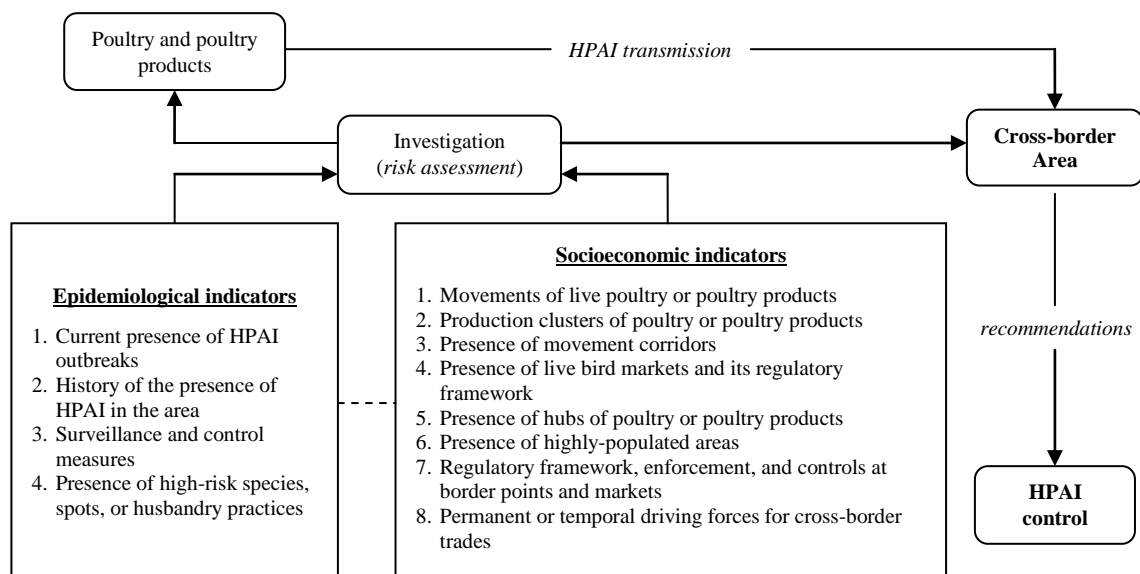 Poultry and poultry
products
HPAI transmission
Investigation
(risk assessment)
Cross-border
Area
Epidemiological indicators
1. Current presence of HPAI
outbreaks
2. History of the presence of
HPAI in the area
3. Surveillance and control
measures
4. Presence of high-risk species,
spots, or husbandry practices
Socioeconomic indicators
1. Movements of live poultry or poultry products
2. Production clusters of poultry or poultry products
3. Presence of movement corridors
4. Presence of live bird markets and its regulatory
framework
5. Presence of hubs of poultry or poultry products
6. Presence of highly-populated areas
7. Regulatory framework, enforcement, and controls at
border points and markets
8. Permanent or temporal driving forces for cross-border
trades
recommendations
HPAI
control